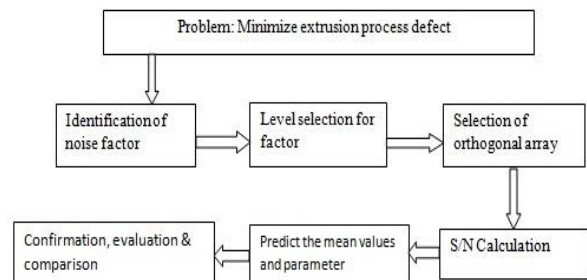 Problem: Minimize extrusion process defect
Identification of
noise factor
Level selection for
factor
Selection of
orthogonal array
S/N Calculation
Predict the mean values
and parameter
Confirmation, evaluation &
comparison